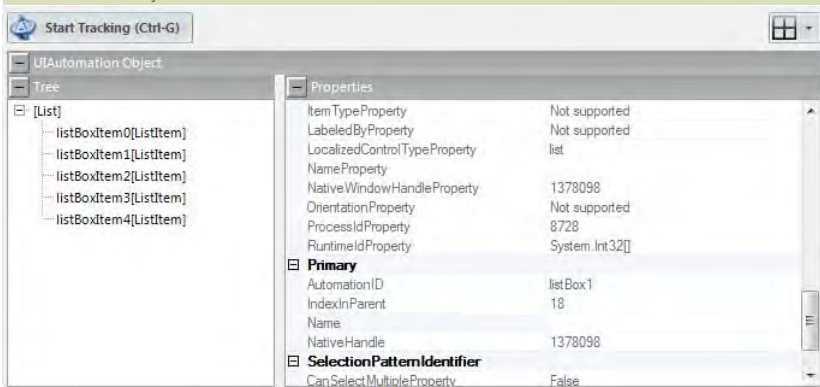 Start Tracking (Ctrl-G)
UIAutomation Object
Tree
[List]
listBoxItem0[ListItem]
listBoxItem1[ListItem]
listBoxItem2[ListItem]
listBoxItem3[ListItem]
listBoxItem4[ListItem]
Properties
ItemTypeProperty Not supported
LabeledByProperty Not supported
LocalizedControlTypeProperty list
NameProperty
NativeWindowHandleProperty 1378098
OrientationProperty Not supported
ProcessIdProperty 8728
RuntimeIdProperty System.Int32[]
Primary
AutomationID listBox1
IndexInParent 18
Name
NativeHandle 1378098
SelectionPatternIdentifier
CanSelectMultipleProperty False